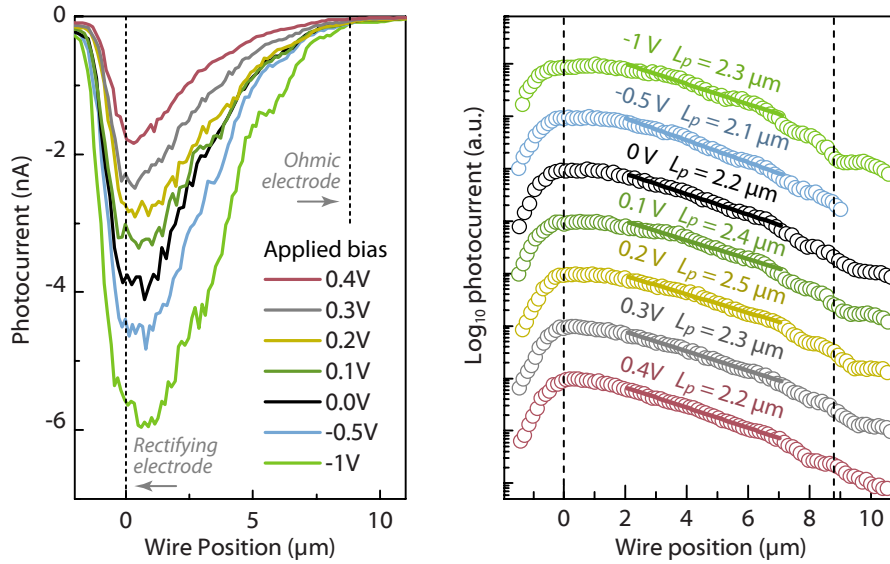 0
-2
-4
-6
Photocurrent (nA)
Ohmic
electrode
Applied bias
0.4V
0.3V
0.2V
0.1V
0.0V
-0.5V
-1V
Rectifying
electrode
0
5
10
Wire Position (μm)
Log₁₀ photocurrent (a.u.)
-1 V Lₚ = 2.3 μm
-0.5 V Lₚ = 2.1 μm
0 V Lₚ = 2.2 μm
0.1 V Lₚ = 2.4 μm
0.2 V Lₚ = 2.5 μm
0.3V Lₚ = 2.3 μm
0.4V Lₚ = 2.2 μm
0
2
4
6
8
10
Wire position (μm)